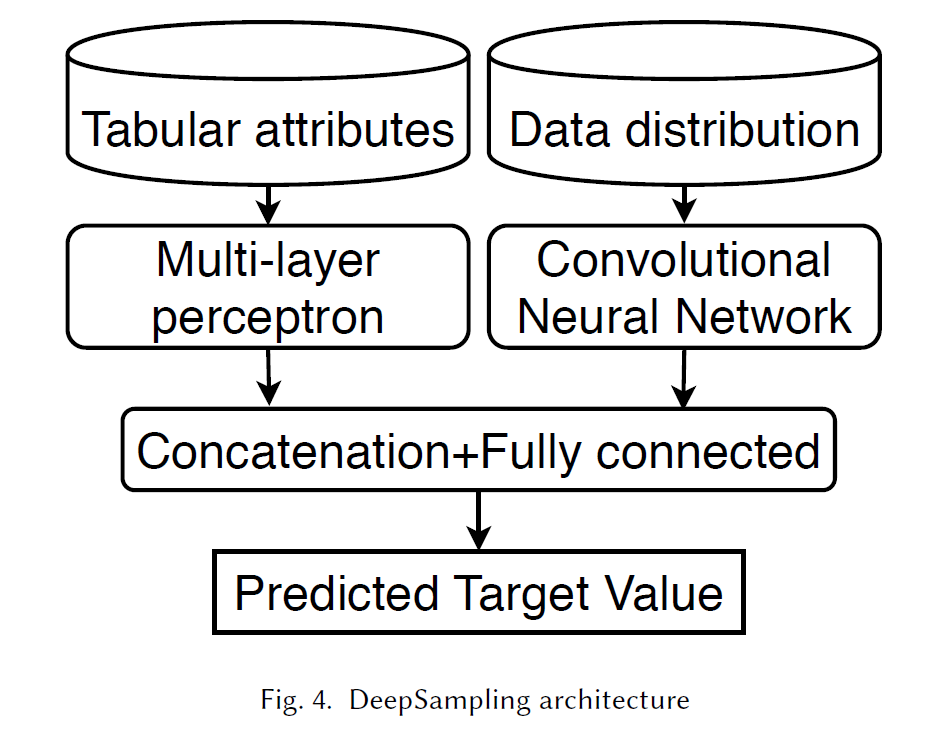 Tabular attributes
Data distribution
Multi-layer
perceptron
Convolutional
Neural Network
Concatenation+Fully connected
Predicted Target Value
Fig. 4. DeepSampling architecture